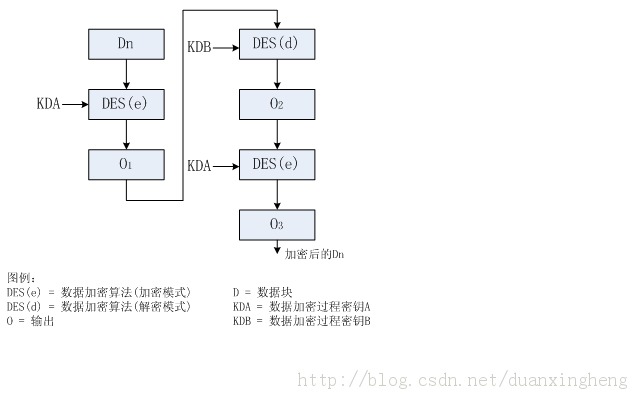 Dn
KDA
DES(e)
O1
KDB
DES(d)
O2
KDA
DES(e)
O3
加密后的Dn
图例：
DES(e) = 数据加密算法(加密模式)
DES(d) = 数据加密算法(解密模式)
O = 输出
D = 数据块
KDA = 数据加密过程密钥A
KDB = 数据加密过程密钥B
http://blog.csdn.net/duanxingheng